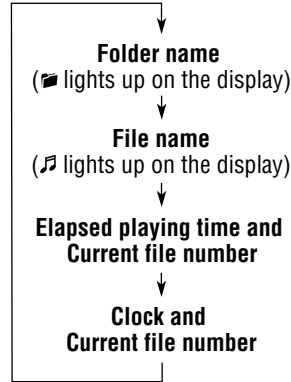 Folder name
( lights up on the display)
File name
( lights up on the display)
Elapsed playing time and
Current file number
Clock and
Current file number